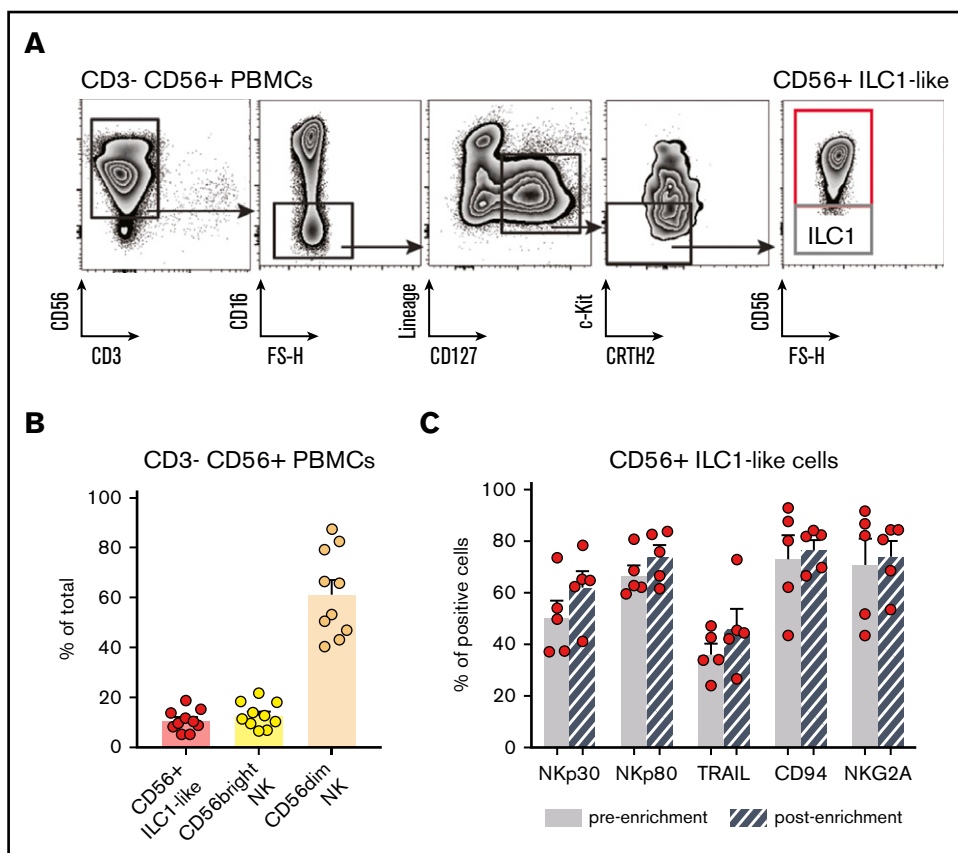 A
CD3- CD56+ PBMCs
CD56+ ILC1-like
ILC1
CD56
CD3
CD16
FS-H
Lineage
CD127
c-Kit
CRTH2
CD56
FS-H
B
CD3- CD56+ PBMCs
% of total
100
80
60
40
20
0
CD56+
ILC1-like
CD56bright
NK
CD56dim
NK
C
CD56+ ILC1-like cells
% of positive cells
100
80
60
40
20
0
NKp30
NKp80
TRAIL
CD94
NKG2A
pre-enrichment
post-enrichment